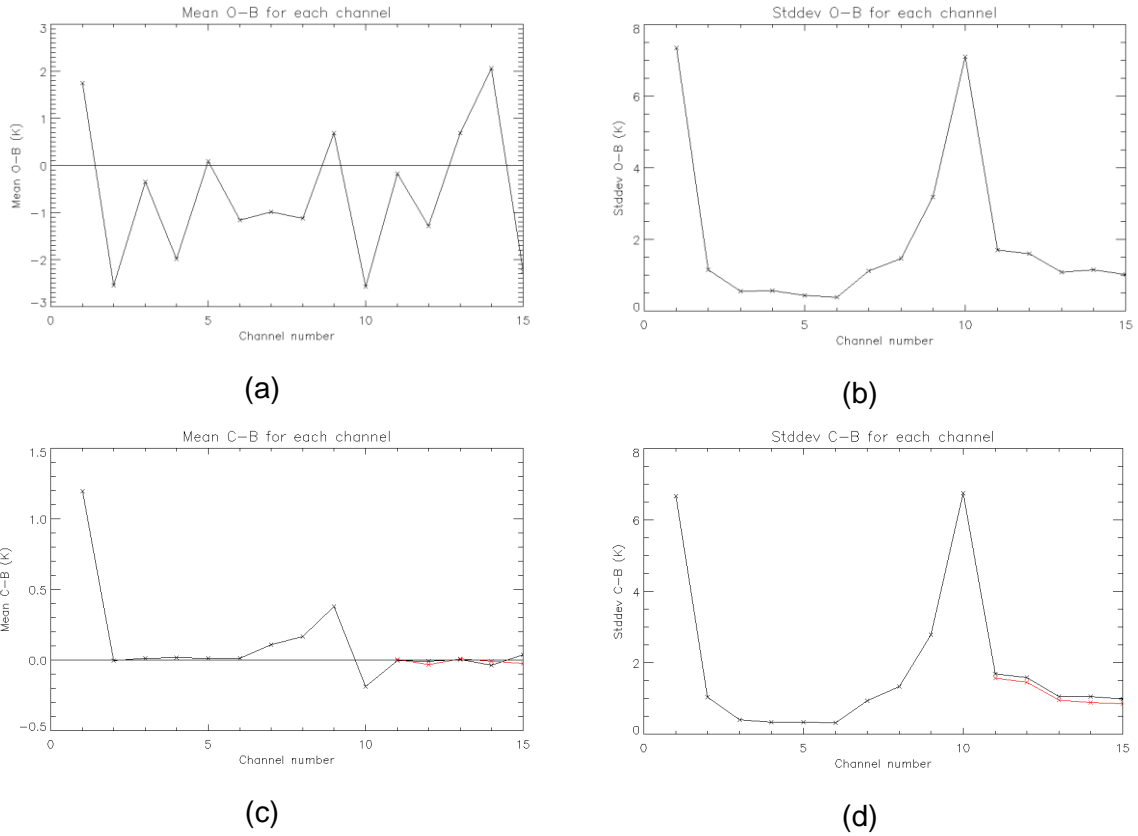 Mean O-B for each channel
Mean O-B (K)
3
2
1
0
-1
-2
-3
0 5 10 15
Channel number
(a)
Stddev O-B for each channel
Stddev O-B (K)
8
6
4
2
0
0 5 10 15
Channel number
(b)
Mean C-B for each channel
Mean C-B (K)
1.5
1.0
0.5
0.0
-0.5
0 5 10 15
Channel number
(c)
Stddev C-B for each channel
Stddev C-B (K)
8
6
4
2
0
0 5 10 15
Channel number
(d)